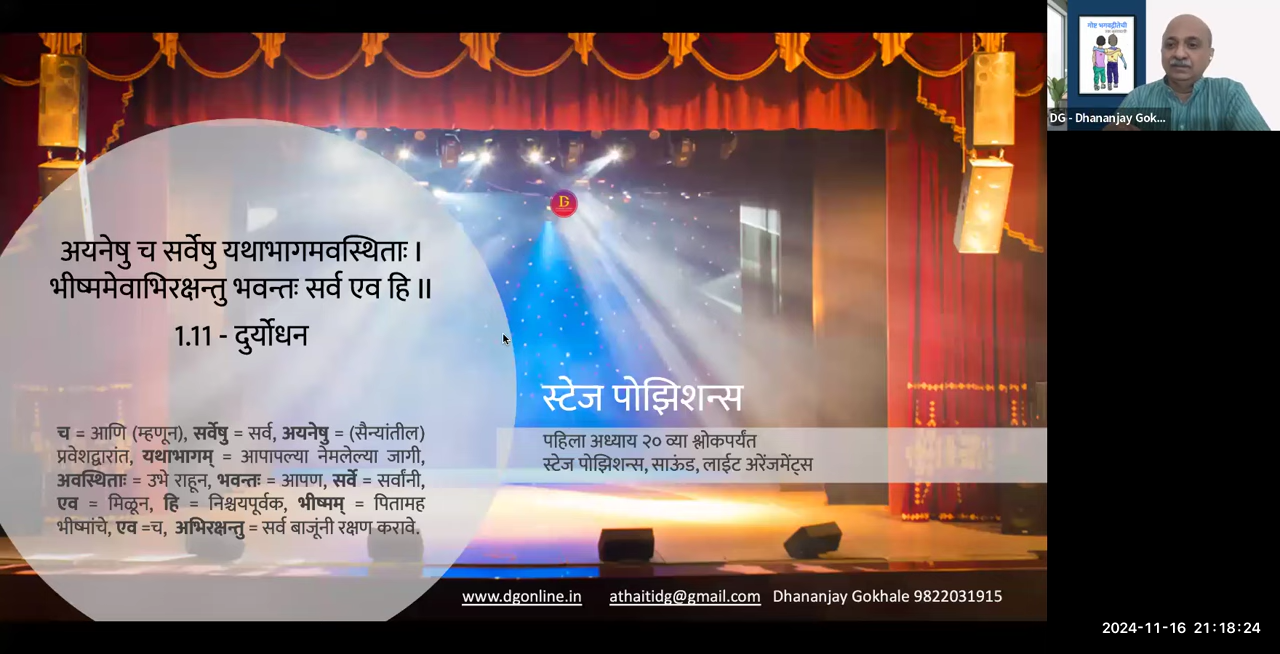 अयनेषु च सर्वेषु यथाभागमवस्थिताः ।
भीष्ममेवाभिरक्षन्तु भवन्तः सर्व एव हि ॥
1.11 - दुर्योधन
च = आणि (म्हणून), सर्वेषु = सर्व, अयनेषु = (सैन्यांतील)
प्रवेशद्वारांत, यथाभागम् = आपापल्या नेमलेल्या जागी,
अवस्थिताः = उभे राहून, भवन्तः = आपण, सर्वे = सर्वांनी,
एव = मिळून, हि = निश्चयपूर्वक, भीष्मम् = पितामह
भीष्मांचे, एव =च, अभिरक्षन्तु = सर्व बाजूंनी रक्षण करावे.
स्टेज पोझिशन्स
पहिला अध्याय २० व्या श्लोकपर्यंत
स्टेज पोझिशन्स, साऊंड, लाईट अरेंजमेंट्स
www.dgonline.in athaitidg@gmail.com Dhananjay Gokhale 9822031915
DG
गोष्ट भगवद्गीतेची
DG - Dhananjay Gok...
2024-11-16 21:18:24